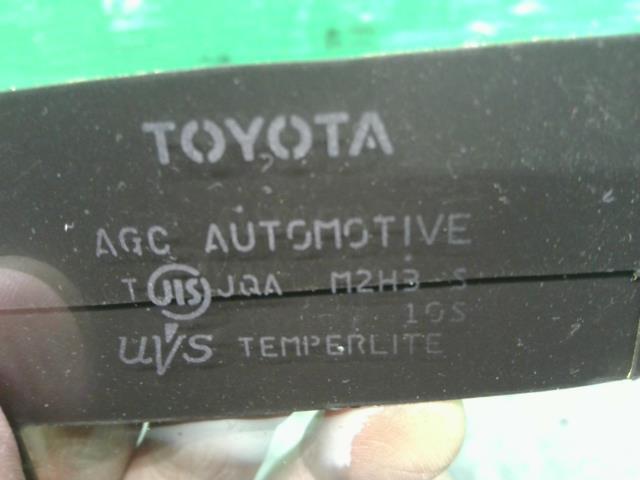 TOYOTA
AGC AUTOMOTIVE
T JIS JQA M2H3 S
10S
UVS TEMPERLITE